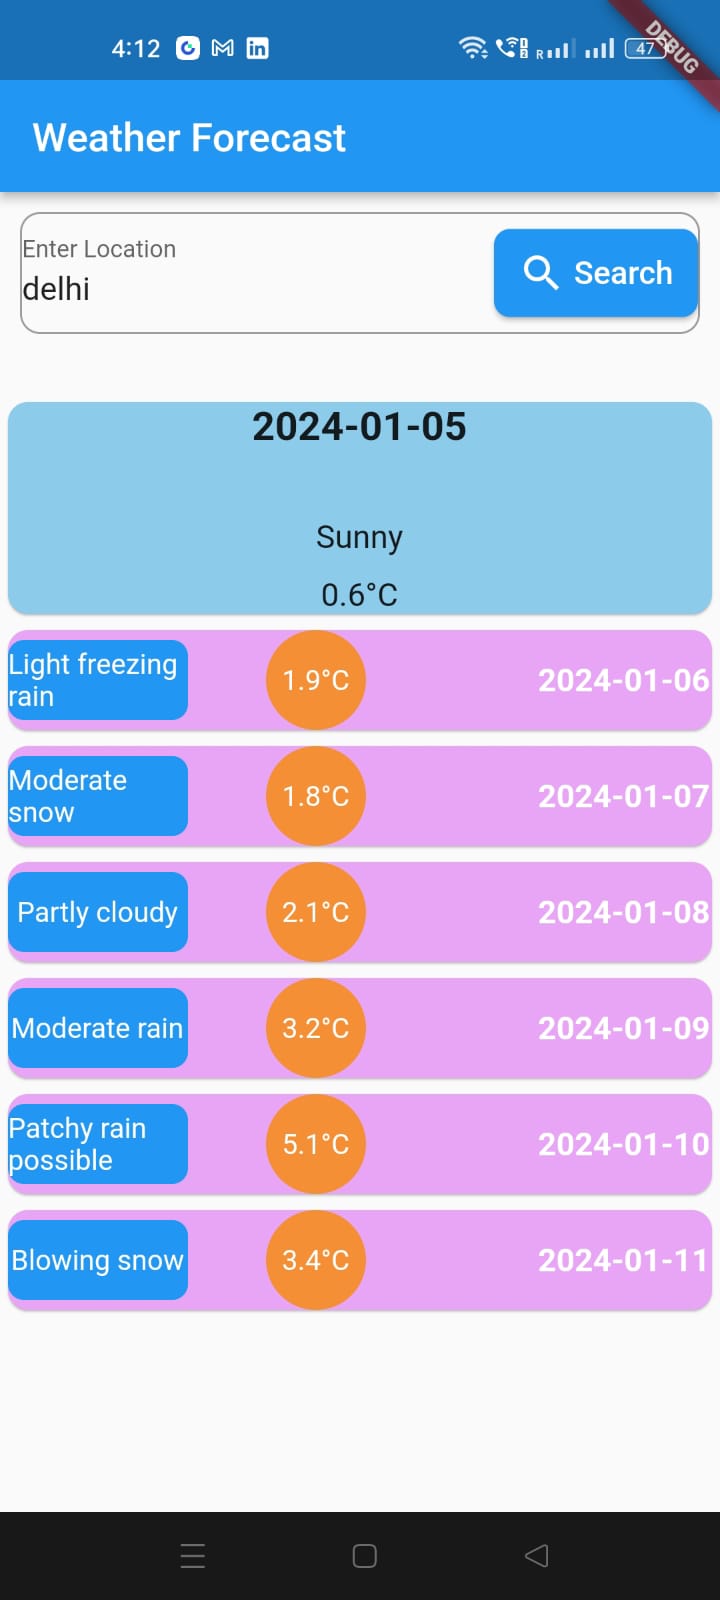 4:12
R
47
DEBUG
Weather Forecast
Enter Location
delhi
Search
2024-01-05
Sunny
0.6°C
Light freezing
rain
1.9°C
2024-01-06
Moderate
snow
1.8°C
2024-01-07
Partly cloudy
2.1°C
2024-01-08
Moderate rain
3.2°C
2024-01-09
Patchy rain
possible
5.1°C
2024-01-10
Blowing snow
3.4°C
2024-01-11